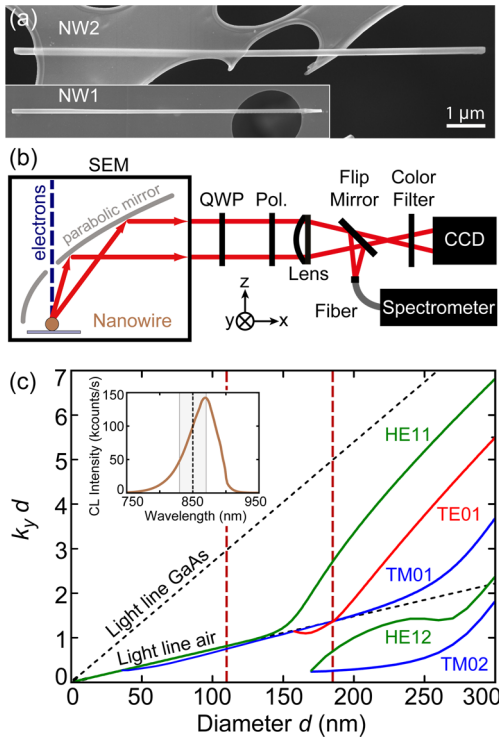 (a)
NW2
NW1
1 μm
(b)
SEM
electrons
parabolic mirror
Nanowire
QWP
Pol.
Lens
Flip
Mirror
Color
Filter
CCD
Fiber
Spectrometer
z
y
x
(c)
7
6
5
4
3
2
1
0
k_y d
150
100
50
0
CL Intensity (kcounts/s)
750
850
950
Wavelength (nm)
Light line GaAs
Light line air
HE11
TE01
TM01
HE12
TM02
0
50
100
150
200
250
300
Diameter d (nm)